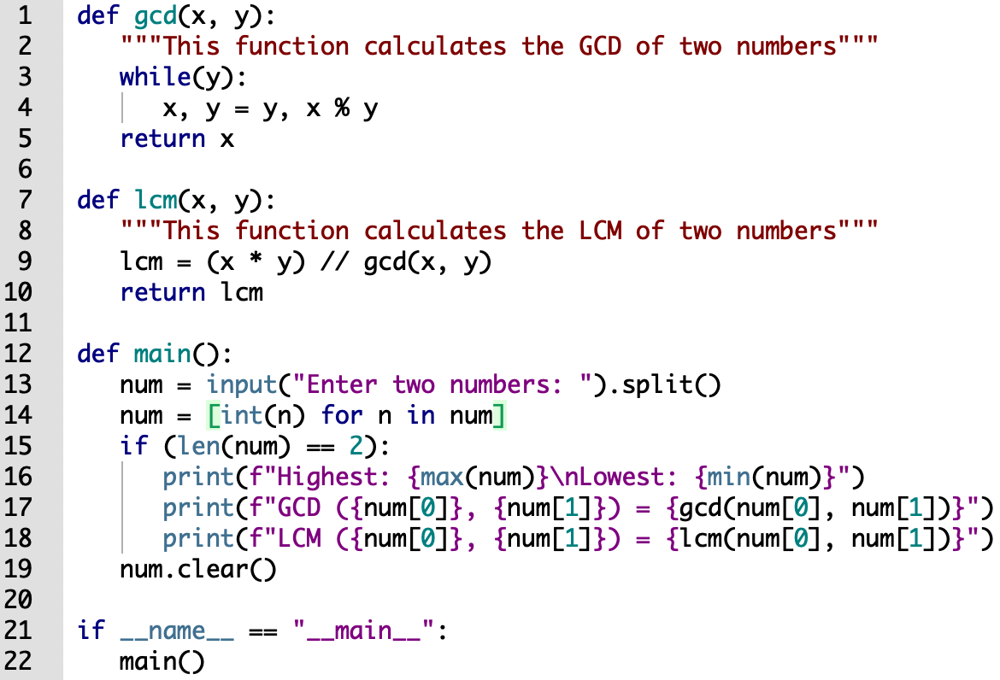 1 def gcd(x, y):
2    """This function calculates the GCD of two numbers"""
3    while(y):
4       x, y = y, x % y
5    return x
6
7 def lcm(x, y):
8    """This function calculates the LCM of two numbers"""
9    lcm = (x * y) // gcd(x, y)
10    return lcm
11
12 def main():
13    num = input("Enter two numbers: ").split()
14    num = [int(n) for n in num]
15    if (len(num) == 2):
16       print(f"Highest: {max(num)}\nLowest: {min(num)}")
17       print(f"GCD ({num[0]}, {num[1]}) = {gcd(num[0], num[1])}")
18       print(f"LCM ({num[0]}, {num[1]}) = {lcm(num[0], num[1])}")
19    num.clear()
20
21 if __name__ == "__main__":
22    main()